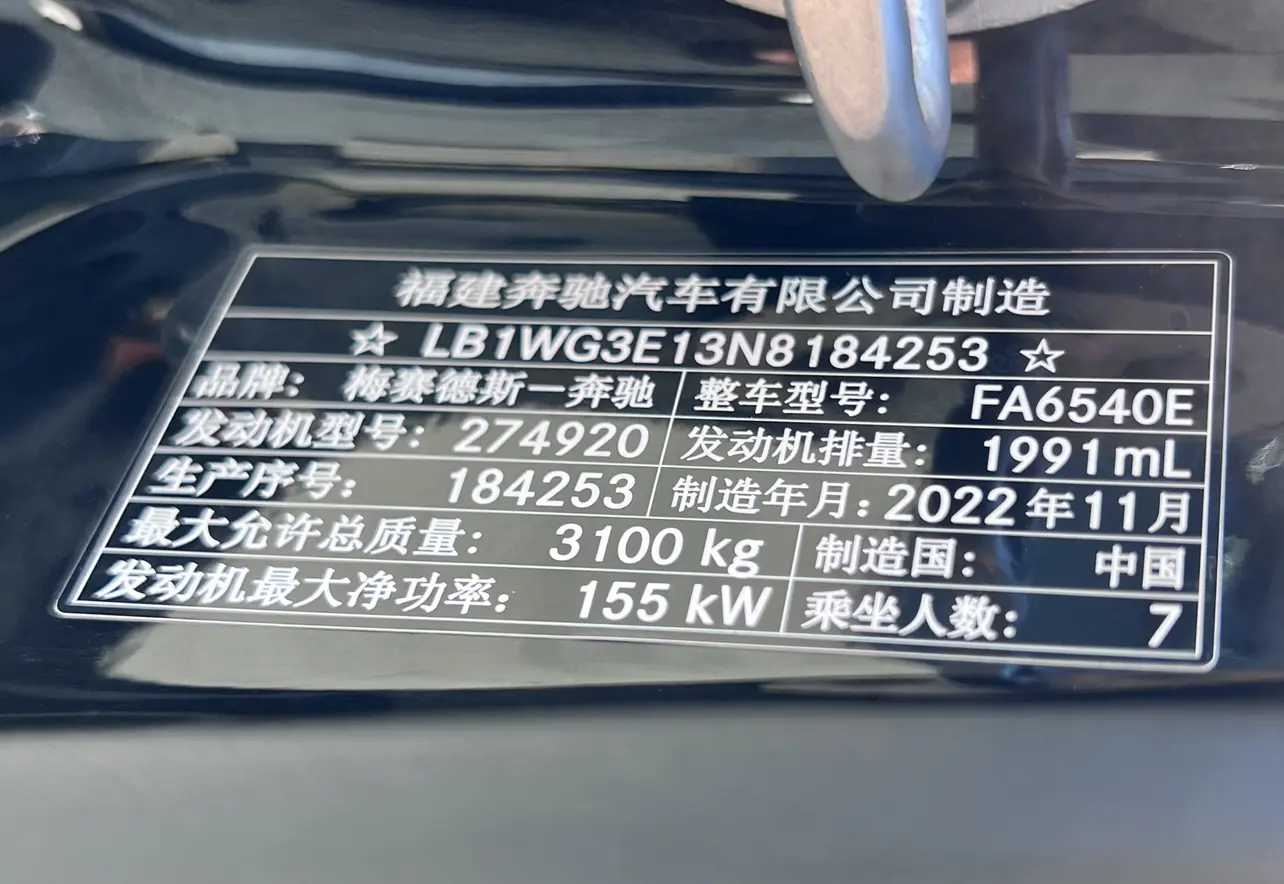 福建奔驰汽车有限公司制造
☆ LB1WG3E13N8184253 ☆
品牌: 梅赛德斯—奔驰 整车型号: FA6540E
发动机型号: 274920 发动机排量: 1991mL
生产序号: 184253 制造年月: 2022年11月
最大允许总质量: 3100 kg 制造国: 中国
发动机最大净功率: 155 kW 乘坐人数: 7